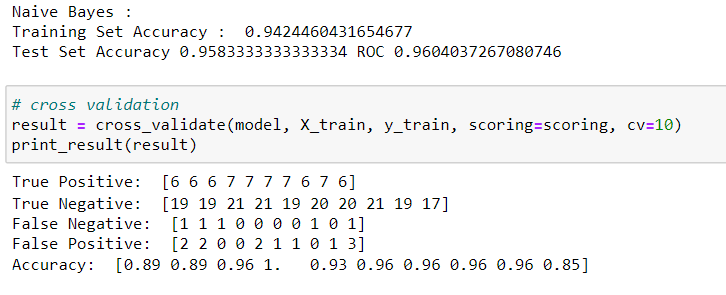 Naive Bayes :
Training Set Accuracy :  0.9424460431654677
Test Set Accuracy 0.9583333333333334 ROC 0.9604037267080746
# cross validation
result = cross_validate(model, X_train, y_train, scoring=scoring, cv=10)
print_result(result)
True Positive:  [6 6 6 7 7 7 7 6 7 6]
True Negative:  [19 19 21 21 19 20 20 21 19 17]
False Negative:  [1 1 1 0 0 0 0 1 0 1]
False Positive:  [2 2 0 0 2 1 1 0 1 3]
Accuracy:  [0.89 0.89 0.96 1.   0.93 0.96 0.96 0.96 0.96 0.85]